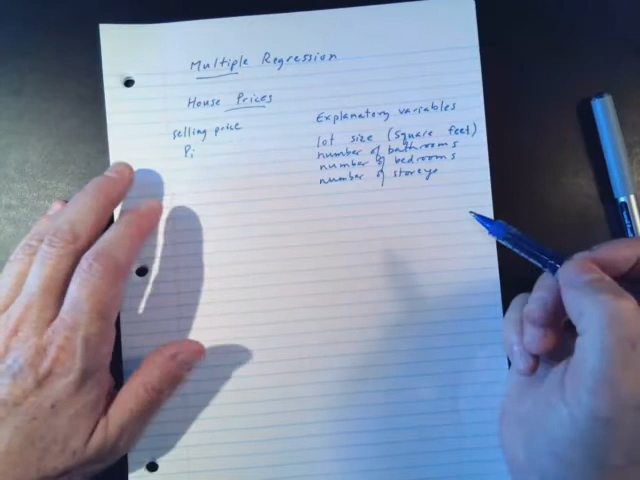 Multiple Regression
House Prices
Explanatory variables
selling price
Pi
lot size (square feet)
number of bathrooms
number of bedrooms
number of storeys